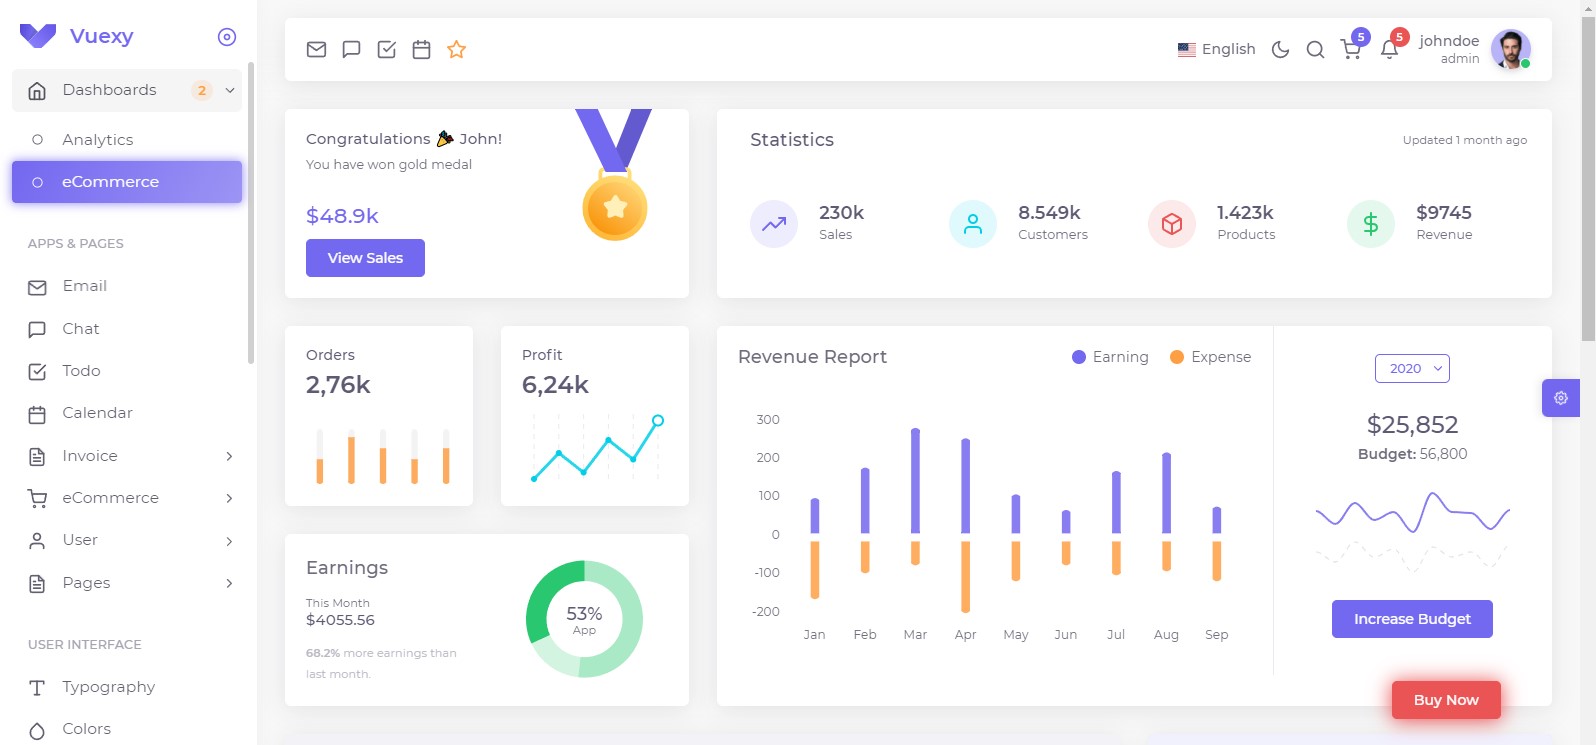 Vuexy
Dashboards 2
Analytics
eCommerce
APPS & PAGES
Email
Chat
Todo
Calendar
Invoice
eCommerce
User
Pages
USER INTERFACE
Typography
Colors
English
5
5
johndoe
admin
Congratulations 🎉 John!
You have won gold medal
$48.9k
View Sales
Statistics
Updated 1 month ago
230k
Sales
8.549k
Customers
1.423k
Products
$9745
Revenue
Orders
2,76k
Profit
6,24k
Earnings
This Month
$4055.56
68.2% more earnings than
last month.
53%
App
Revenue Report
Earning
Expense
300
200
100
0
-100
-200
Jan Feb Mar Apr May Jun Jul Aug Sep
2020
$25,852
Budget: 56,800
Increase Budget
Buy Now